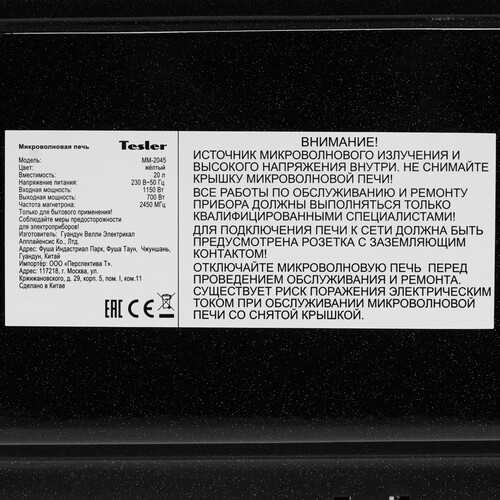 Микроволновая печь Tesler
Модель: MM-2045
Цвет: жёлтый
Вместимость: 20 л
Напряжение питания: 230 В~50 Гц
Входная мощность: 1150 Вт
Выходная мощность: 700 Вт
Частота магнетрона: 2450 МГц
Только для бытового применения!
Соблюдайте меры предосторожности
для электроприборов!
Изготовитель: Гуандун Велли Электрикал
Апплайенсис Ко., Лтд.
Адрес: Фуша Индастриал Парк, Фуша Таун, Чжуншань,
Гуандун, Китай
Импортёр: ООО «Перспектива Т».
Адрес: 117218, г. Москва, ул.
Кржижановского, д. 29, корп. 5, пом. I, ком.11
Сделано в Китае
EAC CE
ВНИМАНИЕ!
ИСТОЧНИК МИКРОВОЛНОВОГО ИЗЛУЧЕНИЯ И
ВЫСОКОГО НАПРЯЖЕНИЯ ВНУТРИ. НЕ СНИМАЙТЕ
КРЫШКУ МИКРОВОЛНОВОЙ ПЕЧИ!
ВСЕ РАБОТЫ ПО ОБСЛУЖИВАНИЮ И РЕМОНТУ
ПРИБОРА ДОЛЖНЫ ВЫПОЛНЯТЬСЯ ТОЛЬКО
КВАЛИФИЦИРОВАННЫМИ СПЕЦИАЛИСТАМИ!
ДЛЯ ПОДКЛЮЧЕНИЯ ПЕЧИ К СЕТИ ДОЛЖНА БЫТЬ
ПРЕДУСМОТРЕНА РОЗЕТКА С ЗАЗЕМЛЯЮЩИМ
КОНТАКТОМ!
ОТКЛЮЧАЙТЕ МИКРОВОЛНОВУЮ ПЕЧЬ ПЕРЕД
ПРОВЕДЕНИЕМ ОБСЛУЖИВАНИЯ И РЕМОНТА.
СУЩЕСТВУЕТ РИСК ПОРАЖЕНИЯ ЭЛЕКТРИЧЕСКИМ
ТОКОМ ПРИ ОБСЛУЖИВАНИИ МИКРОВОЛНОВОЙ
ПЕЧИ СО СНЯТОЙ КРЫШКОЙ.